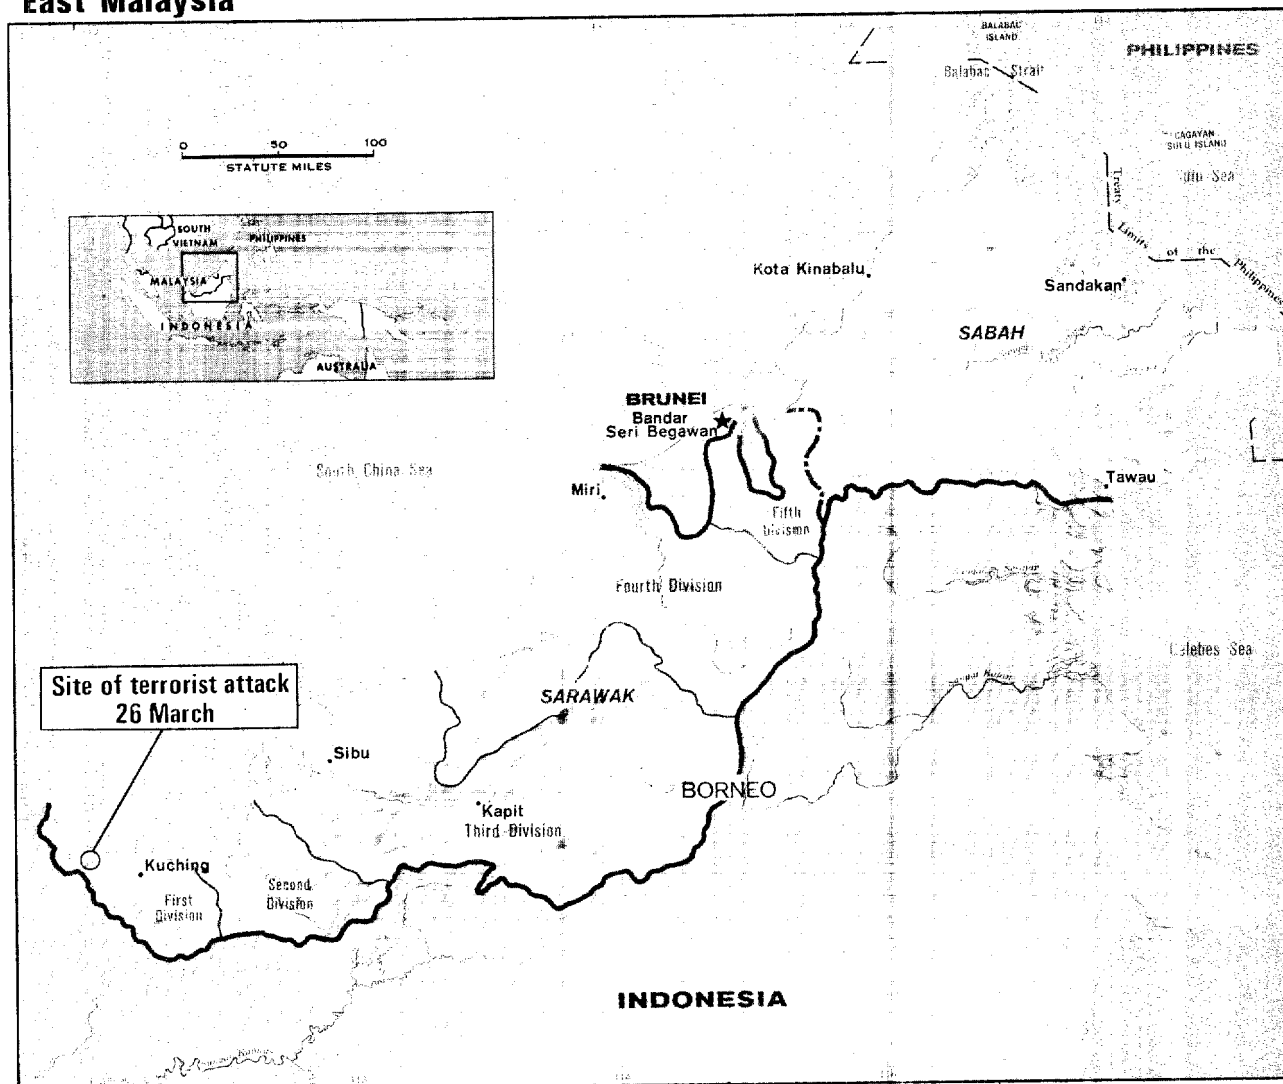 East Malaysia
BALABAC
ISLAND
PHILIPPINES
Balabac Strait
CAGAYAN
SULU ISLAND
Sulu Sea
Treaty
Limits
of the
Philippines
0 50 100
STATUTE MILES
SOUTH
VIETNAM
PHILIPPINES
MALAYSIA
INDONESIA
AUSTRALIA
Kota Kinabalu
Sandakan
SABAH
BRUNEI
Bandar
Seri Begawan
South China Sea
Miri
Tawau
Fifth
Division
Fourth Division
Celebes Sea
Site of terrorist attack
26 March
SARAWAK
Sibu
BORNEO
Kapit
Third Division
Kuching
First
Division
Second
Division
INDONESIA